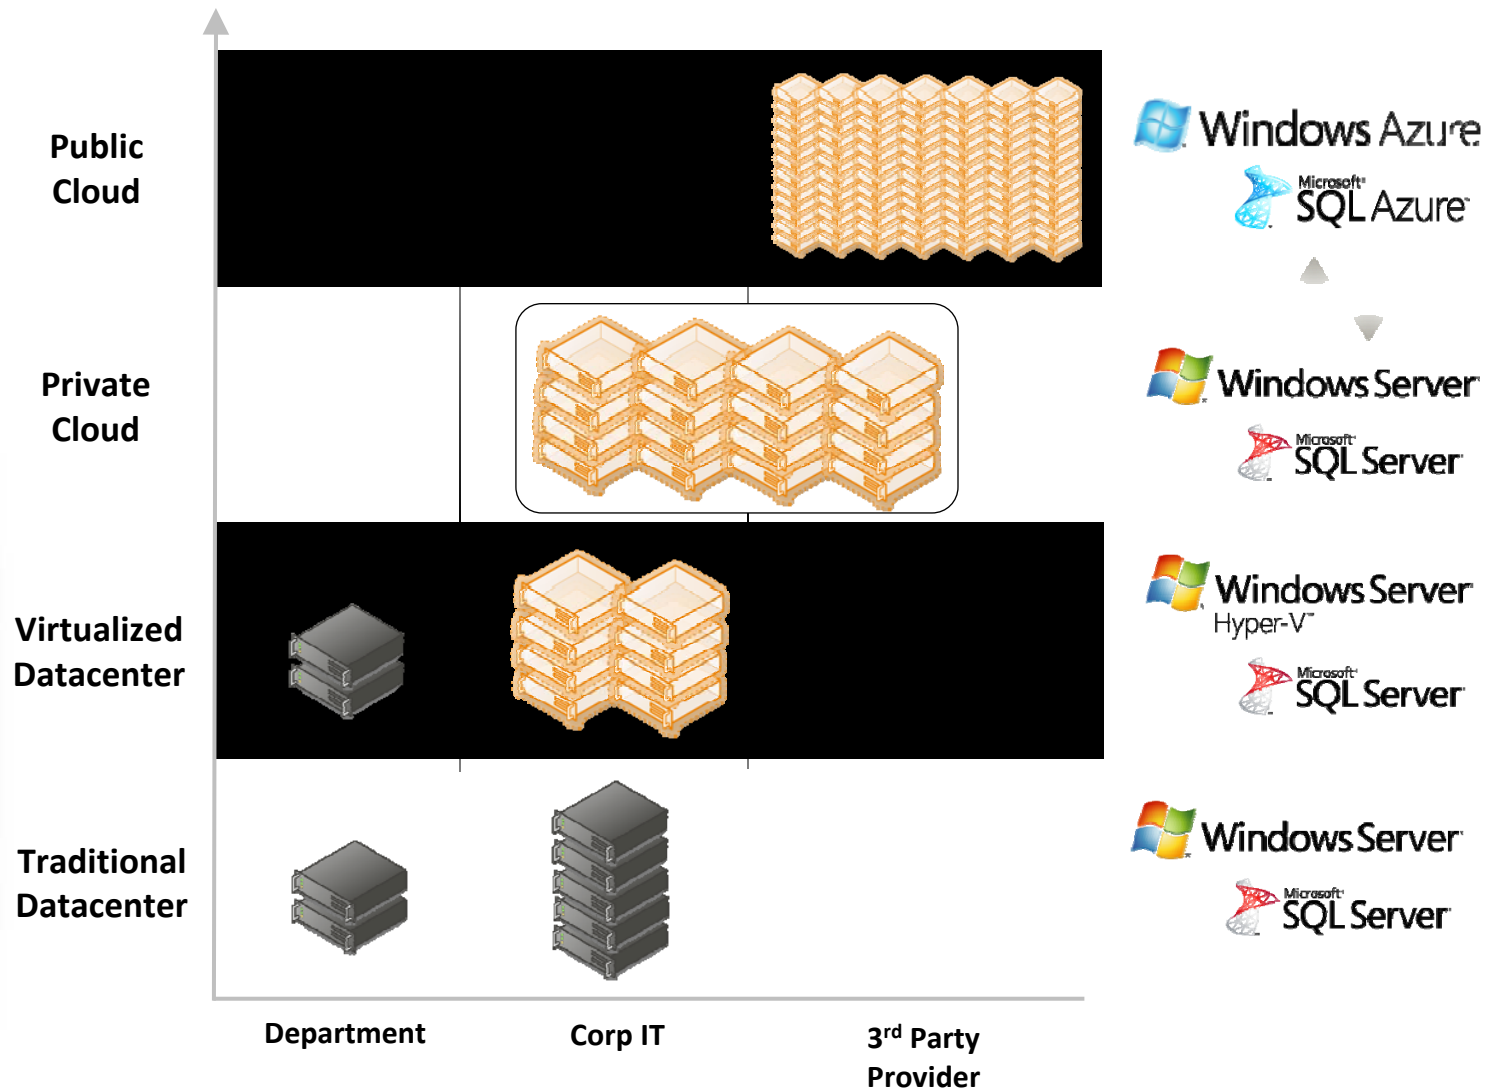 Public
Cloud
Windows Azure
Microsoft
SQL Azure
Private
Cloud
Windows Server
Microsoft
SQL Server
Virtualized
Datacenter
Windows Server
Hyper-V™
Microsoft
SQL Server
Traditional
Datacenter
Windows Server
Microsoft
SQL Server
Department
Corp IT
3rd Party
Provider